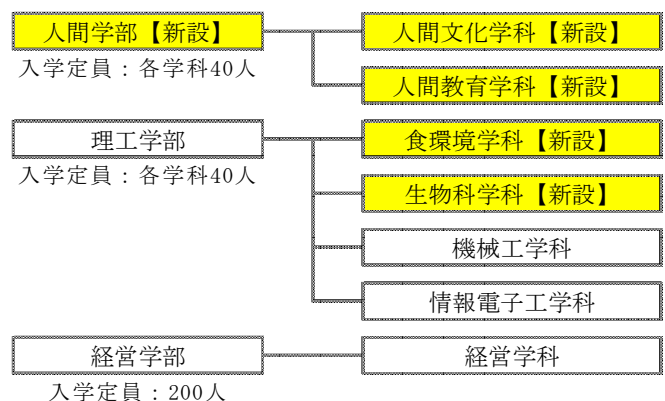 人間学部【新設】
入学定員：各学科40人
人間文化学科【新設】
人間教育学科【新設】
理工学部
入学定員：各学科40人
食環境学科【新設】
生物科学科【新設】
機械工学科
情報電子工学科
経営学部
入学定員：200人
経営学科